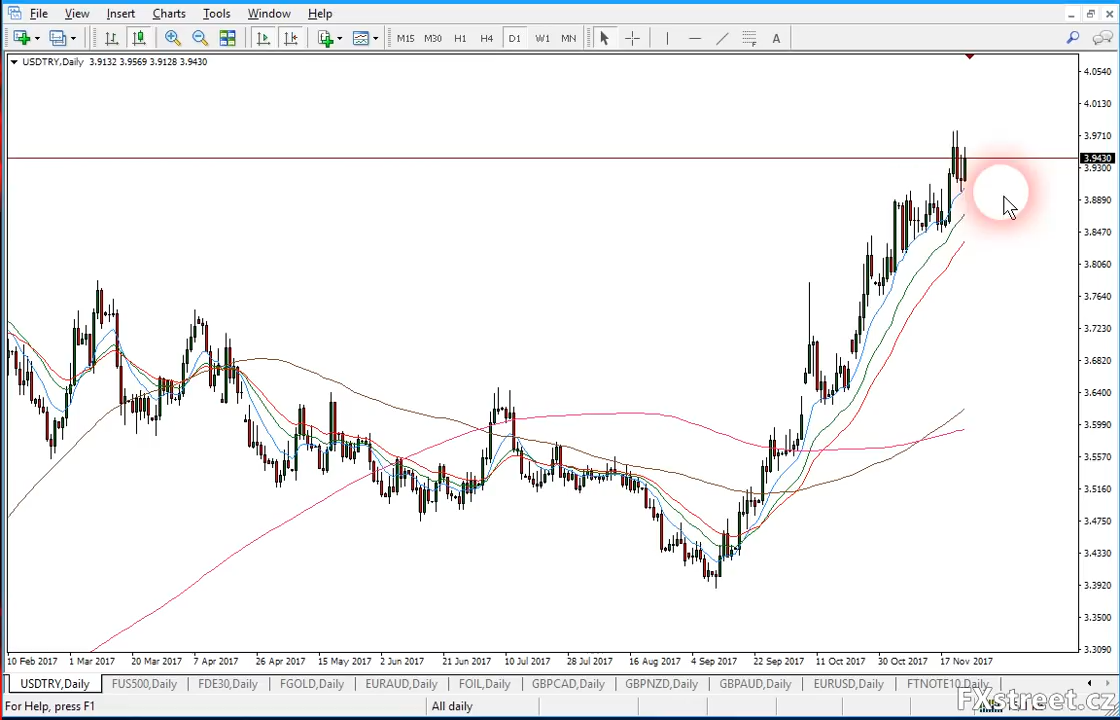 File View Insert Charts Tools Window Help
M15 M30 H1 H4 D1 W1 MN A
USDTRY,Daily 3.9132 3.9569 3.9128 3.9430
4.0540
4.0130
3.9710
3.9430
3.9300
3.8890
3.8470
3.8060
3.7640
3.7230
3.6820
3.6400
3.5990
3.5570
3.5160
3.4750
3.4330
3.3920
3.3500
3.3090
10 Feb 2017 1 Mar 2017 20 Mar 2017 7 Apr 2017 26 Apr 2017 15 May 2017 2 Jun 2017 21 Jun 2017 10 Jul 2017 28 Jul 2017 16 Aug 2017 4 Sep 2017 22 Sep 2017 11 Oct 2017 30 Oct 2017 17 Nov 2017
USDTRY,Daily FUS500,Daily FDE30,Daily FGOLD,Daily EURAUD,Daily FOIL,Daily GBPCAD,Daily GBPNZD,Daily GBPAUD,Daily EURUSD,Daily FTNOTE10,Daily
For Help, press F1 All daily
FXstreet.cz